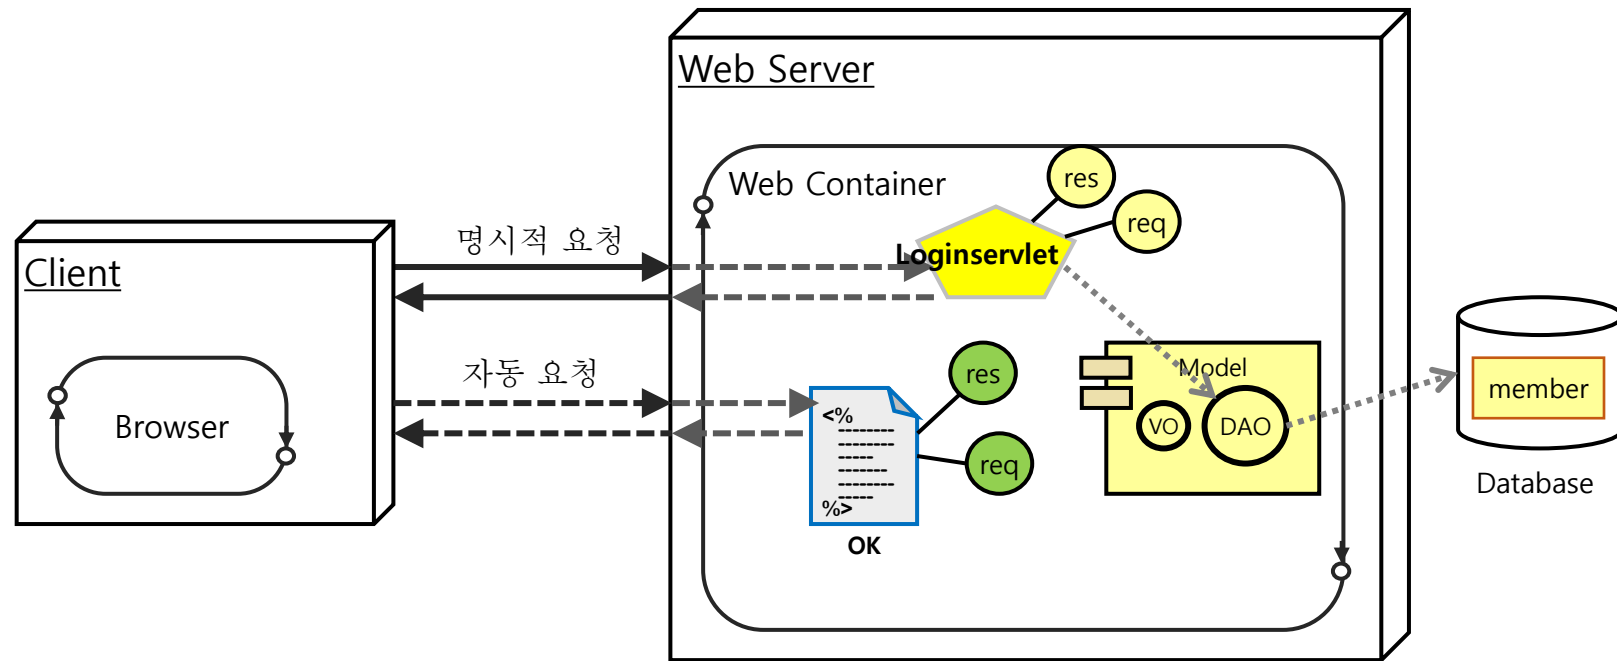 Web Server
Web Container
res
req
명시적 요청
Loginservlet
Client
자동 요청
res
Model
<%
member
Browser
VO
DAO
req
Database
%>
OK